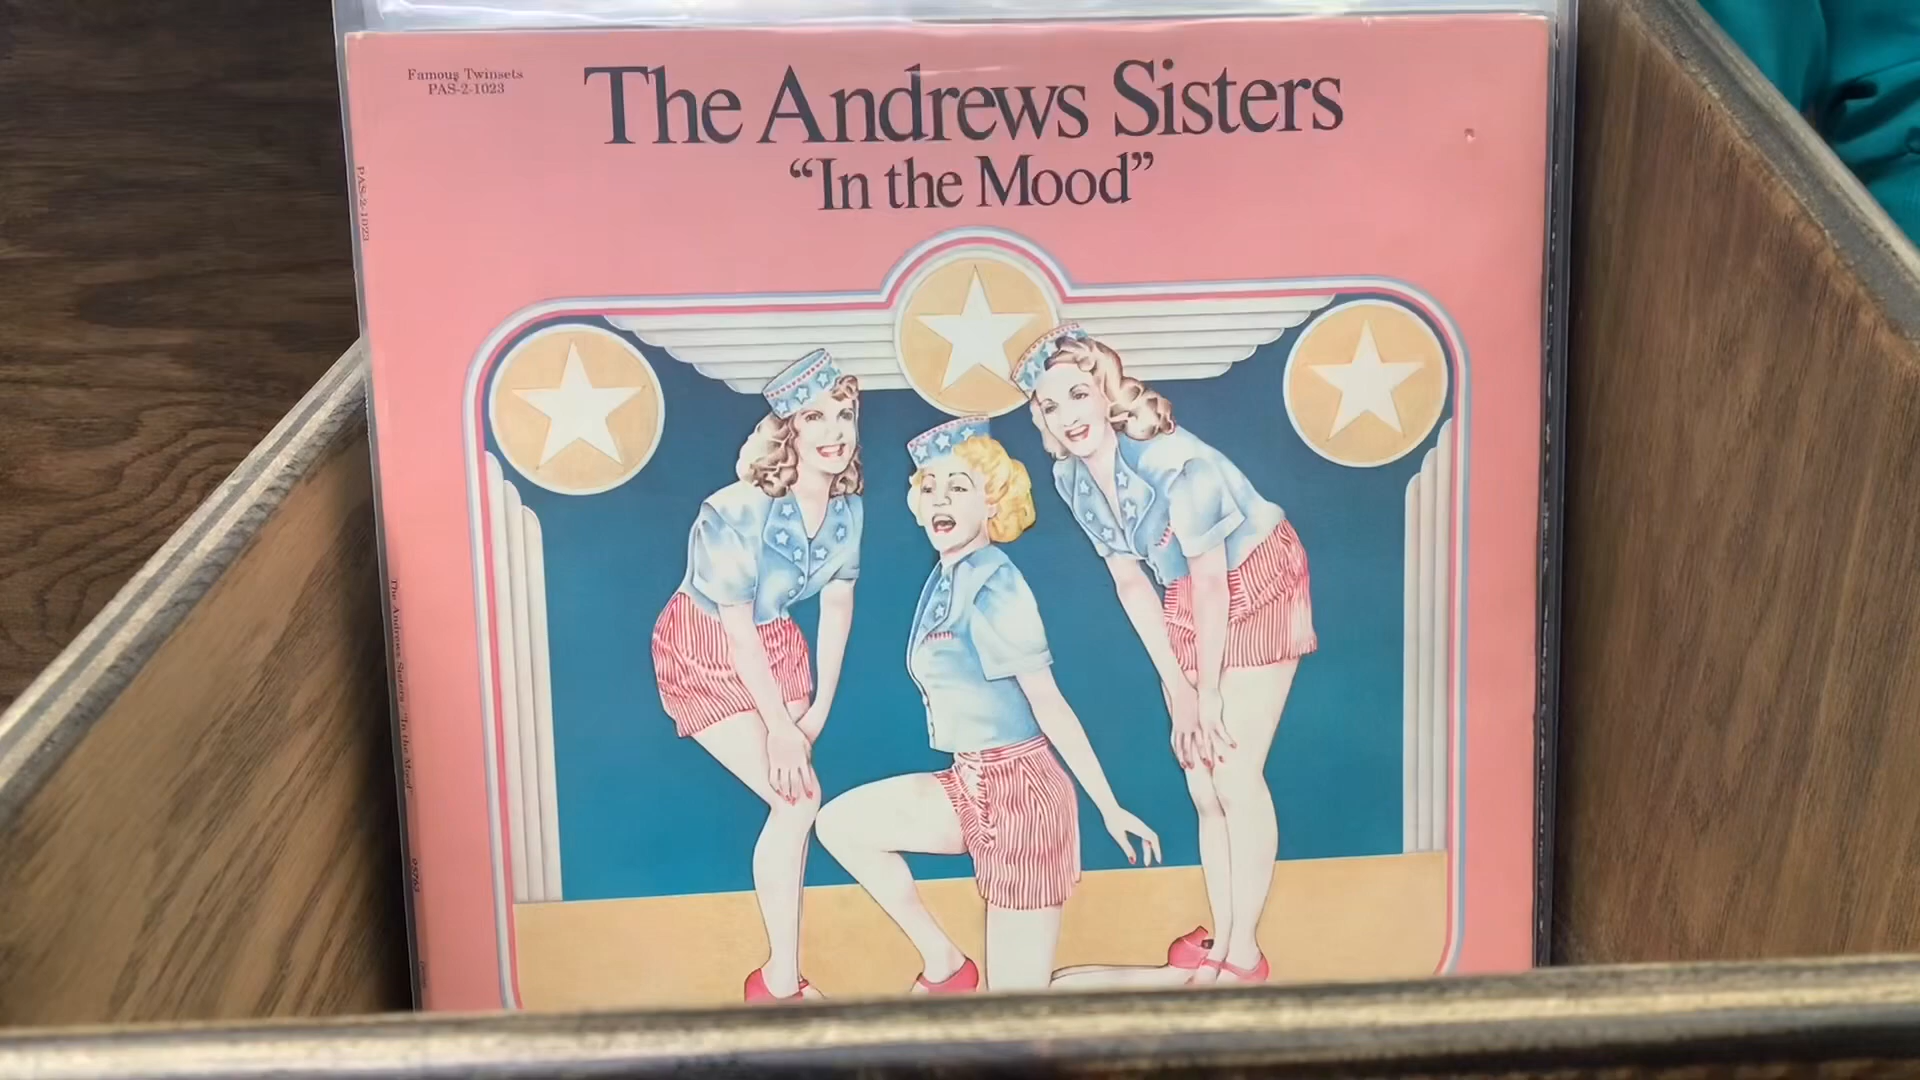 Famous Twinsets
PAS-2-1023
The Andrews Sisters
“In the Mood”
PAS-2-1023
The Andrews Sisters "In the Mood"